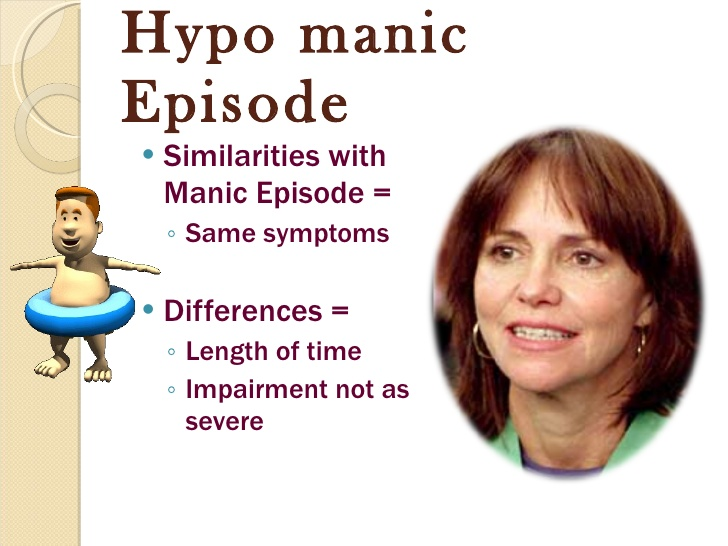 Hypo manic
Episode
• Similarities with
Manic Episode =
◦ Same symptoms
• Differences =
◦ Length of time
◦ Impairment not as
severe